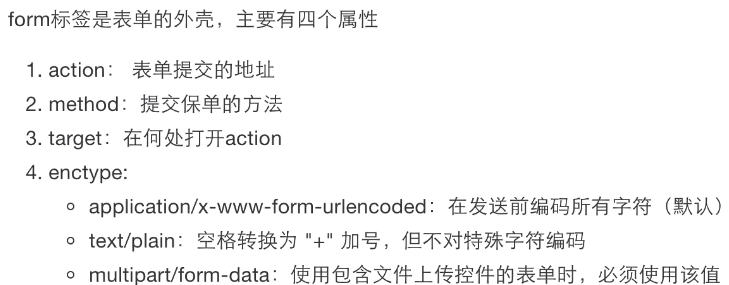 form标签是表单的外壳，主要有四个属性
1. action： 表单提交的地址
2. method：提交保单的方法
3. target：在何处打开action
4. enctype:
application/x-www-form-urlencoded：在发送前编码所有字符（默认）
text/plain：空格转换为 "+" 加号，但不对特殊字符编码
multipart/form-data：使用包含文件上传控件的表单时，必须使用该值